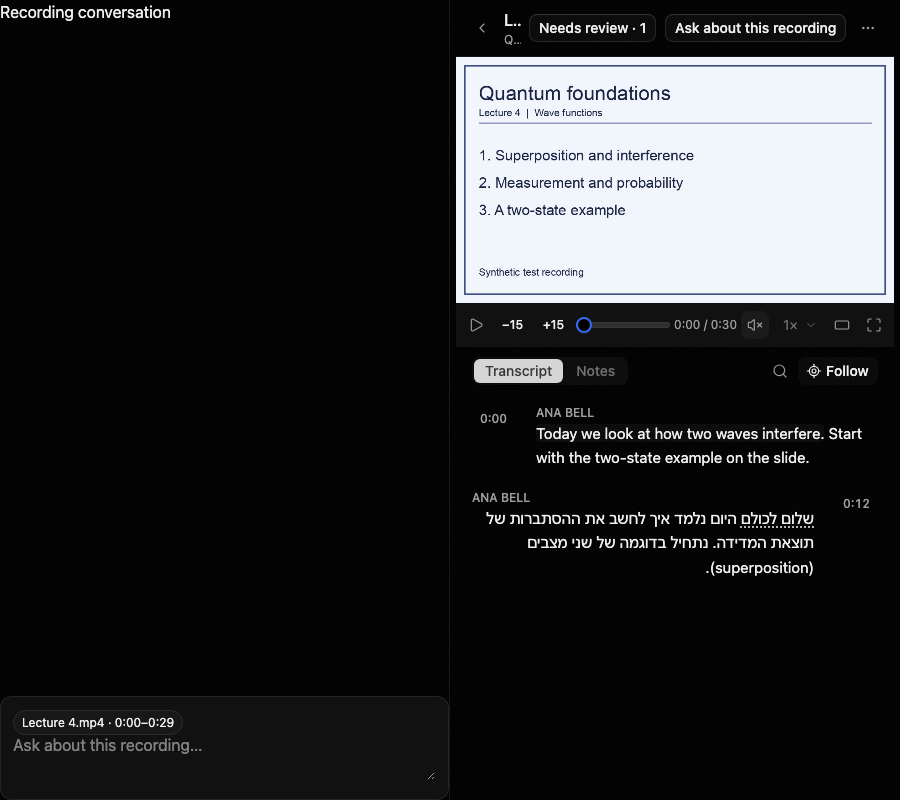 Recording conversation
L...
Q...
Needs review · 1
Ask about this recording
Quantum foundations
Lecture 4 | Wave functions
1. Superposition and interference
2. Measurement and probability
3. A two-state example
Synthetic test recording
−15
+15
0:00 / 0:30
1x
Transcript
Notes
Follow
0:00
ANA BELL
Today we look at how two waves interfere. Start
with the two-state example on the slide.
ANA BELL
0:12
שלום לכולם היום נלמד איך לחשב את ההסתברות של
תוצאת המדידה. נתחיל בדוגמה של שני מצבים
(superposition).
Lecture 4.mp4 · 0:00–0:29
Ask about this recording...